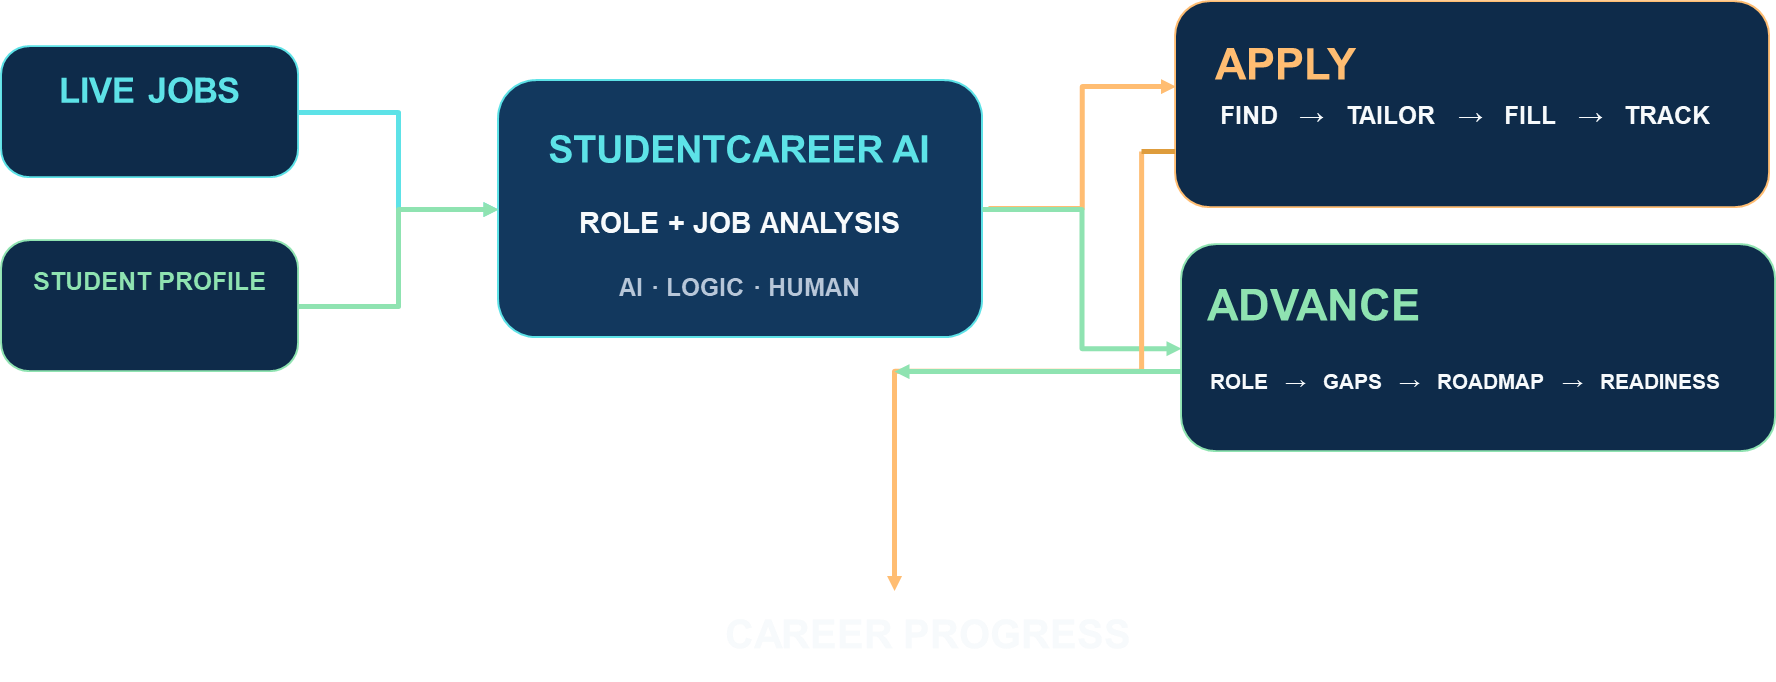 LIVE JOBS
STUDENT PROFILE
STUDENTCAREER AI
ROLE + JOB ANALYSIS
AI · LOGIC · HUMAN
APPLY
FIND → TAILOR → FILL → TRACK
ADVANCE
ROLE → GAPS → ROADMAP → READINESS
CAREER PROGRESS